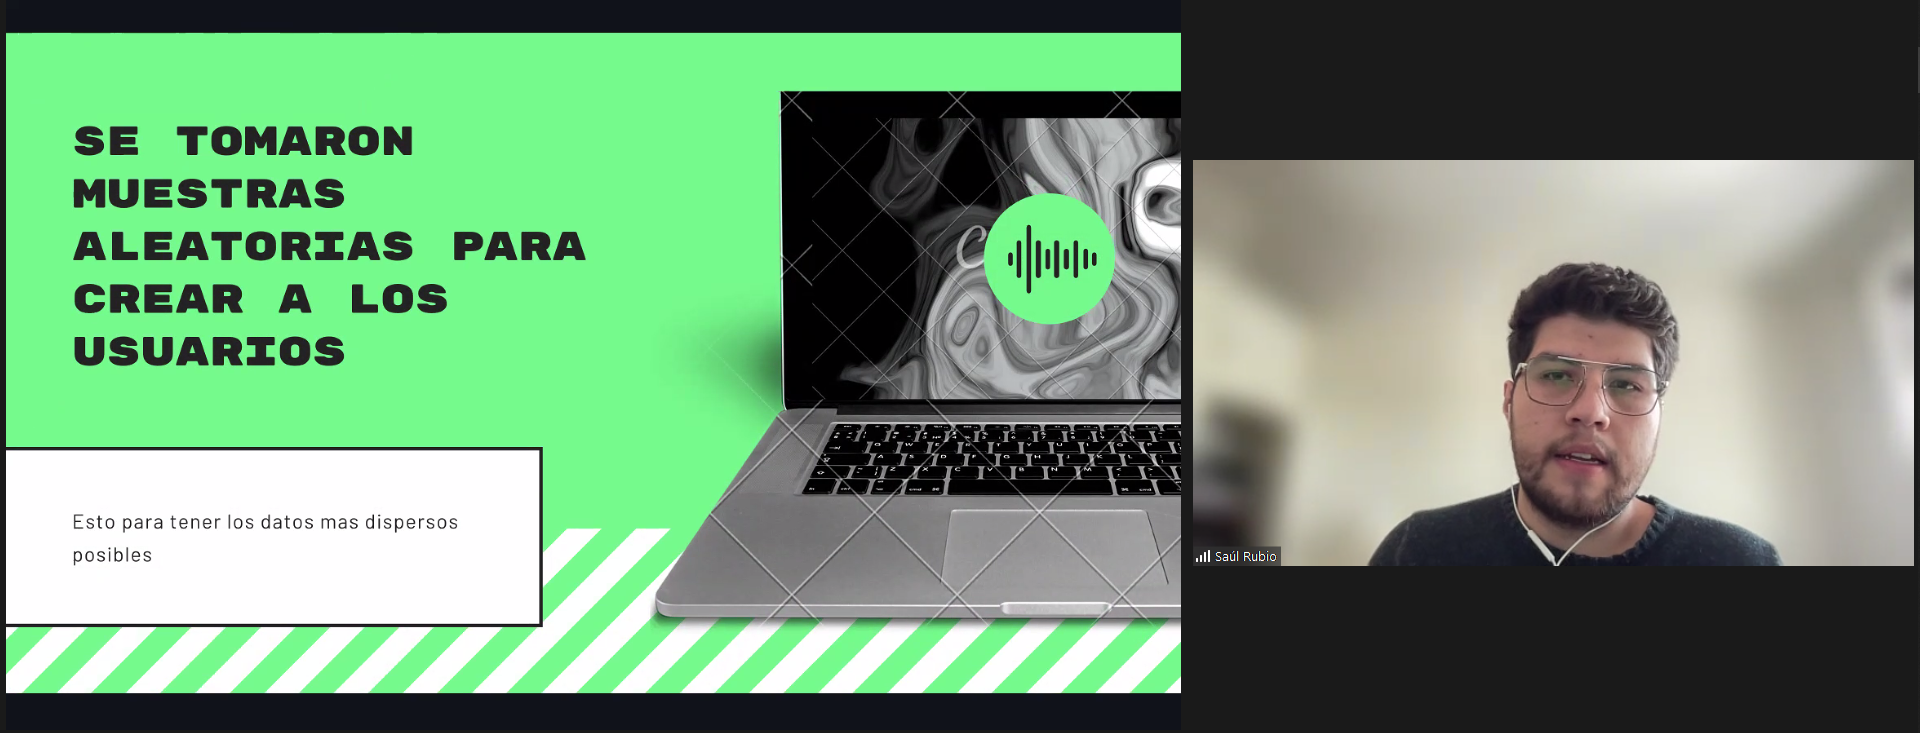 SE TOMARON
MUESTRAS
ALEATORIAS PARA
CREAR A LOS
USUARIOS
Esto para tener los datos mas dispersos
posibles
Saúl Rubio